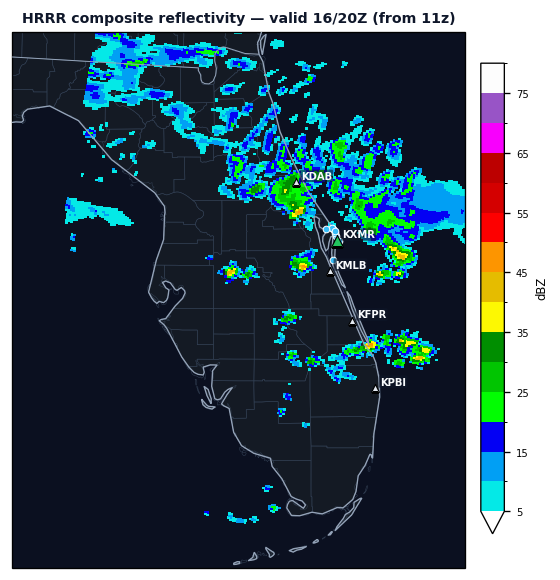 HRRR composite reflectivity — valid 16/20Z (from 11z)
KDAB
KXMR
KMLB
KFPR
KPBI
75
65
55
45
35
25
15
5
dBZ